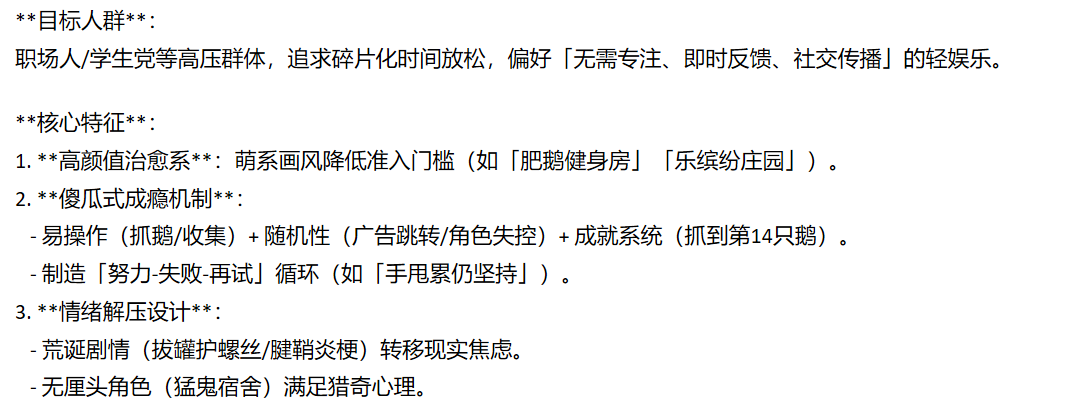 **目标人群**：
职场人/学生党等高压群体，追求碎片化时间放松，偏好「无需专注、即时反馈、社交传播」的轻娱乐。
**核心特征**：
1. **高颜值治愈系**：萌系画风降低准入门槛（如「肥鹅健身房」「乐缤纷庄园」）。
2. **傻瓜式成瘾机制**：
- 易操作（抓鹅/收集）+ 随机性（广告跳转/角色失控）+ 成就系统（抓到第14只鹅）。
- 制造「努力-失败-再试」循环（如「手甩累仍坚持」）。
3. **情绪解压设计**：
- 荒诞剧情（拔罐护螺丝/腱鞘炎梗）转移现实焦虑。
- 无厘头角色（猛鬼宿舍）满足猎奇心理。